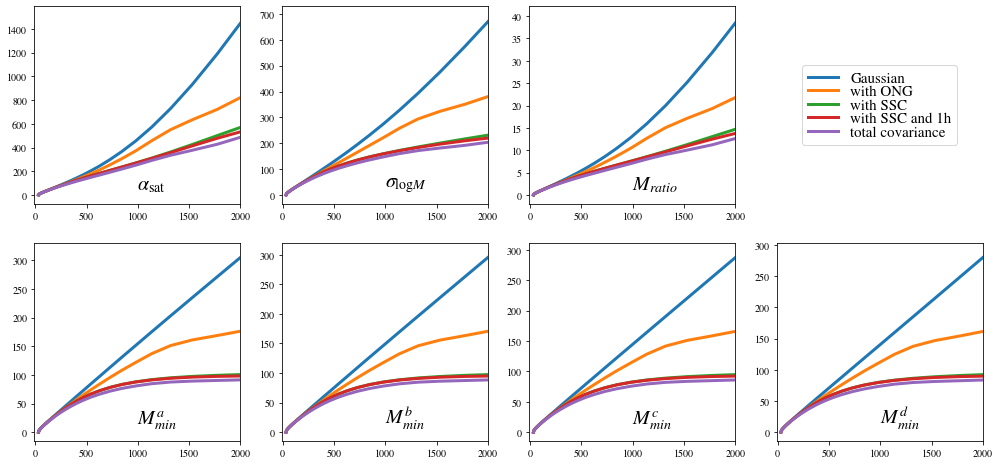 1400
1200
1000
800
600
400
200
0
0 500 1000 1500 2000
α_sat
700
600
500
400
300
200
100
0
0 500 1000 1500 2000
σ_logM
40
35
30
25
20
15
10
5
0
0 500 1000 1500 2000
M_ratio
Gaussian
with ONG
with SSC
with SSC and 1h
total covariance
300
250
200
150
100
50
0
0 500 1000 1500 2000
M^a_min
300
250
200
150
100
50
0
0 500 1000 1500 2000
M^b_min
300
250
200
150
100
50
0
0 500 1000 1500 2000
M^c_min
300
250
200
150
100
50
0
0 500 1000 1500 2000
M^d_min